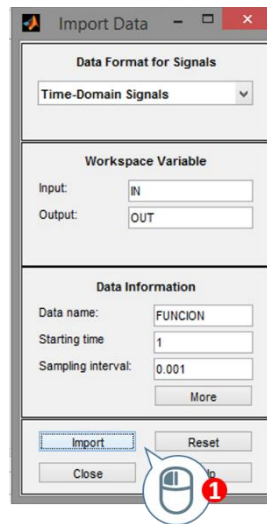 Import Data
Data Format for Signals
Time-Domain Signals
Workspace Variable
Input: IN
Output: OUT
Data Information
Data name: FUNCION
Starting time 1
Sampling interval: 0.001
More
Import Reset
Close
1